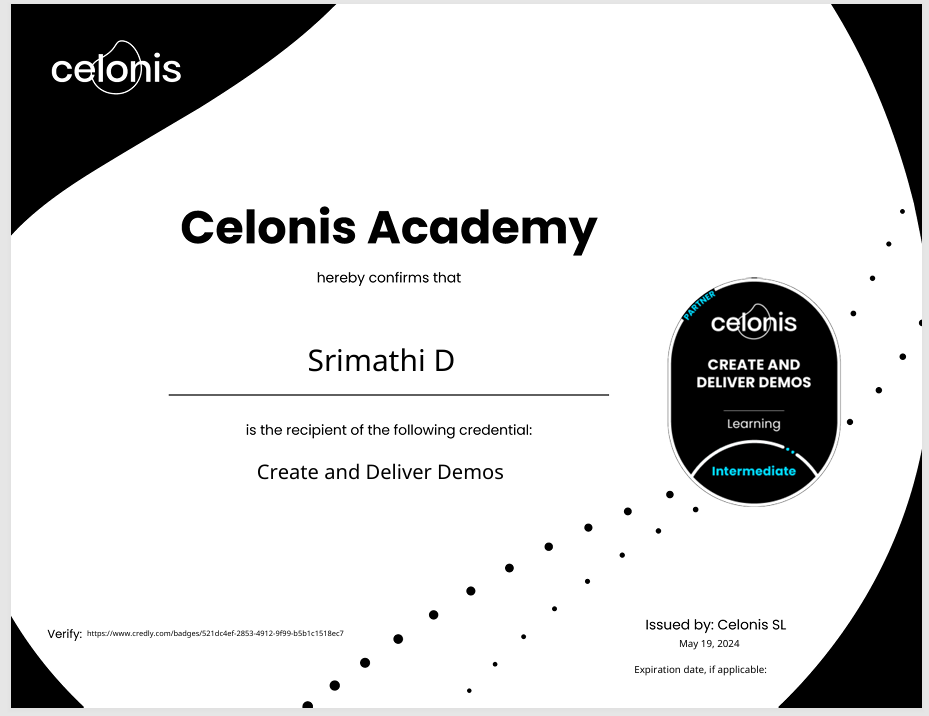 celonis
Celonis Academy
hereby confirms that
Srimathi D
is the recipient of the following credential:
Create and Deliver Demos
PARTNER
celonis
CREATE AND
DELIVER DEMOS
Learning
Intermediate
Verify: https://www.credly.com/badges/521dc4ef-2853-4912-9f99-b5b1c1518ec7
Issued by: Celonis SL
May 19, 2024
Expiration date, if applicable: